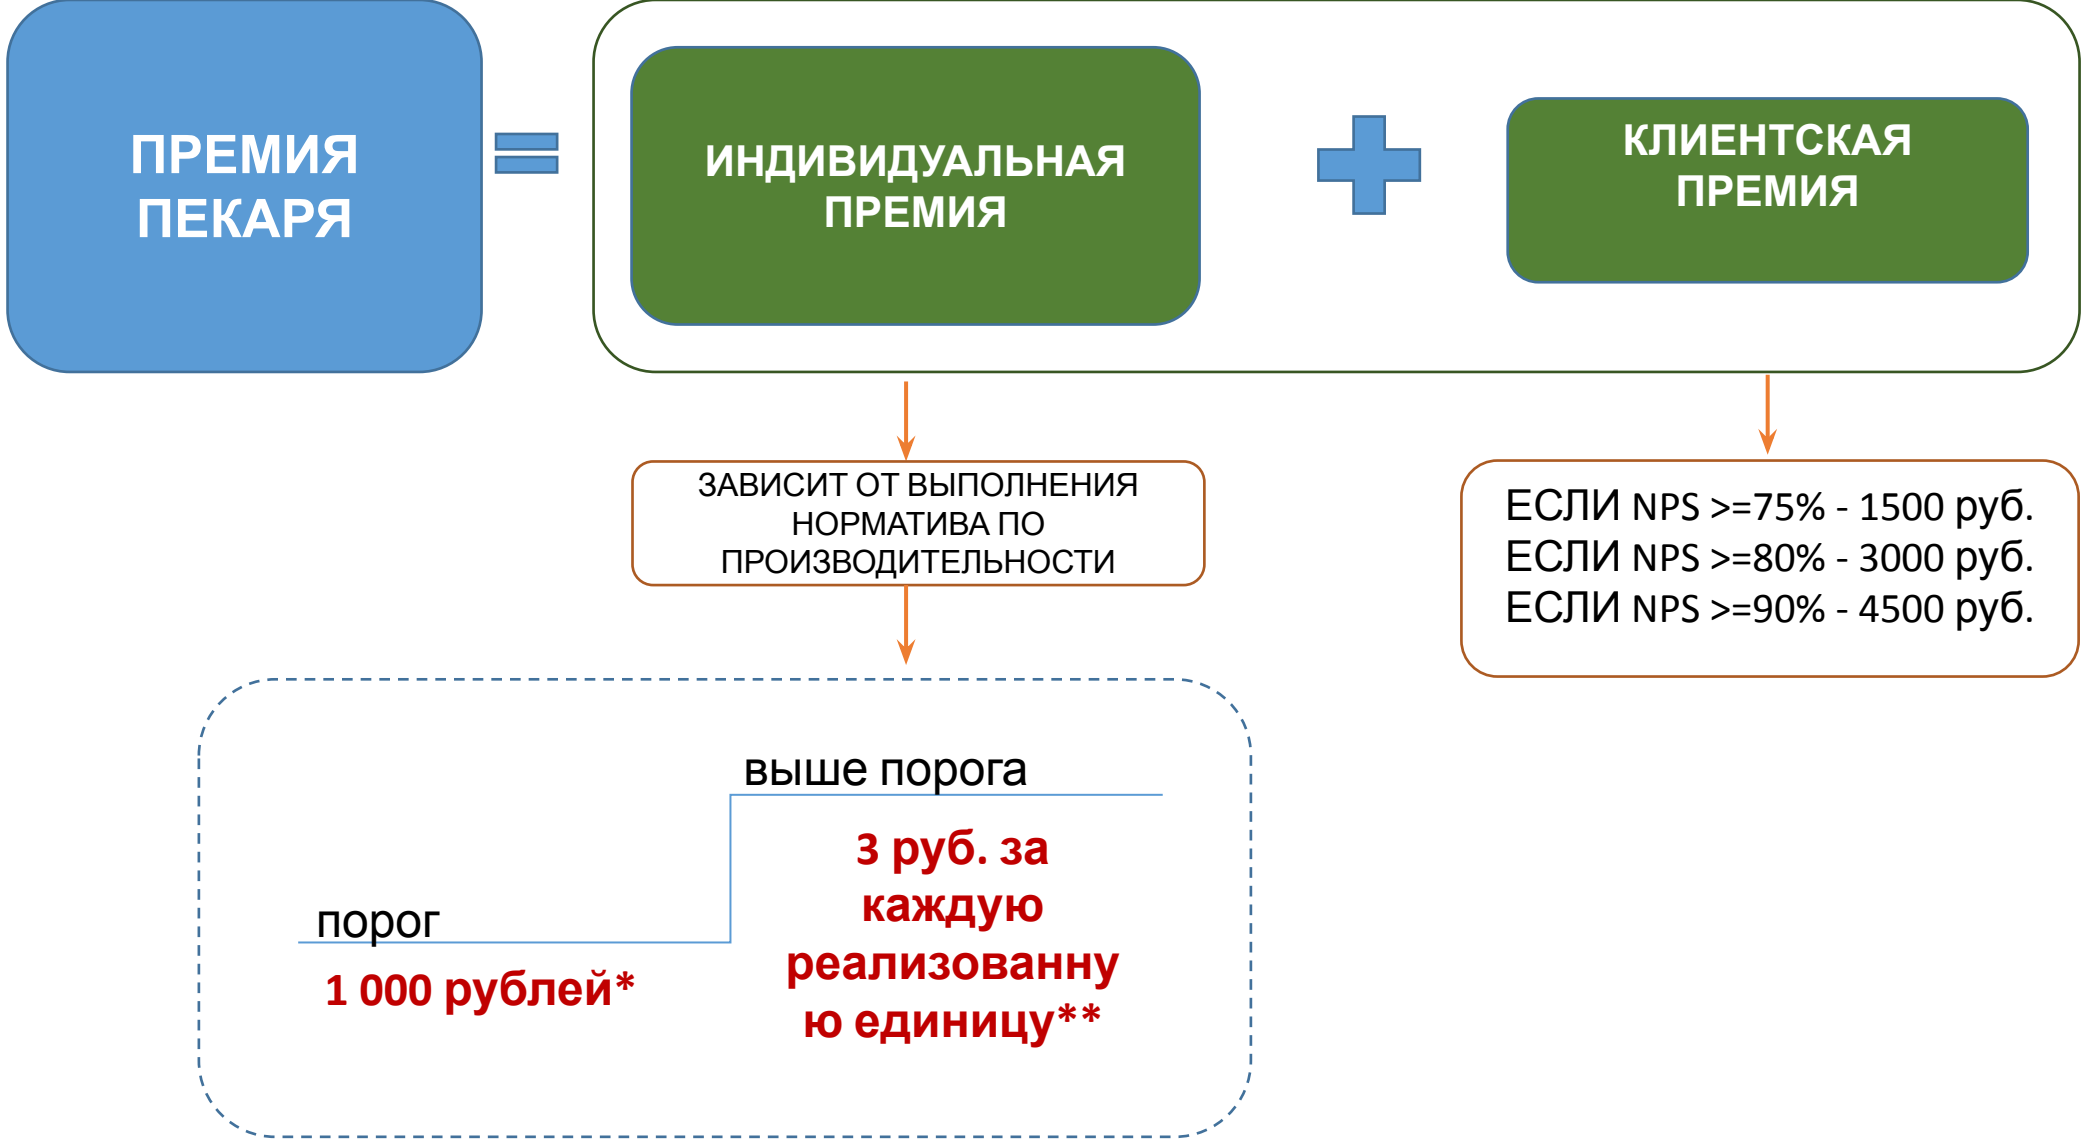 ПРЕМИЯ
ПЕКАРЯ
ИНДИВИДУАЛЬНАЯ
ПРЕМИЯ
КЛИЕНТСКАЯ
ПРЕМИЯ
ЗАВИСИТ ОТ ВЫПОЛНЕНИЯ
НОРМАТИВА ПО
ПРОИЗВОДИТЕЛЬНОСТИ
ЕСЛИ NPS >=75% - 1500 руб.
ЕСЛИ NPS >=80% - 3000 руб.
ЕСЛИ NPS >=90% - 4500 руб.
порог
1 000 рублей*
выше порога
3 руб. за
каждую
реализованну
ю единицу**